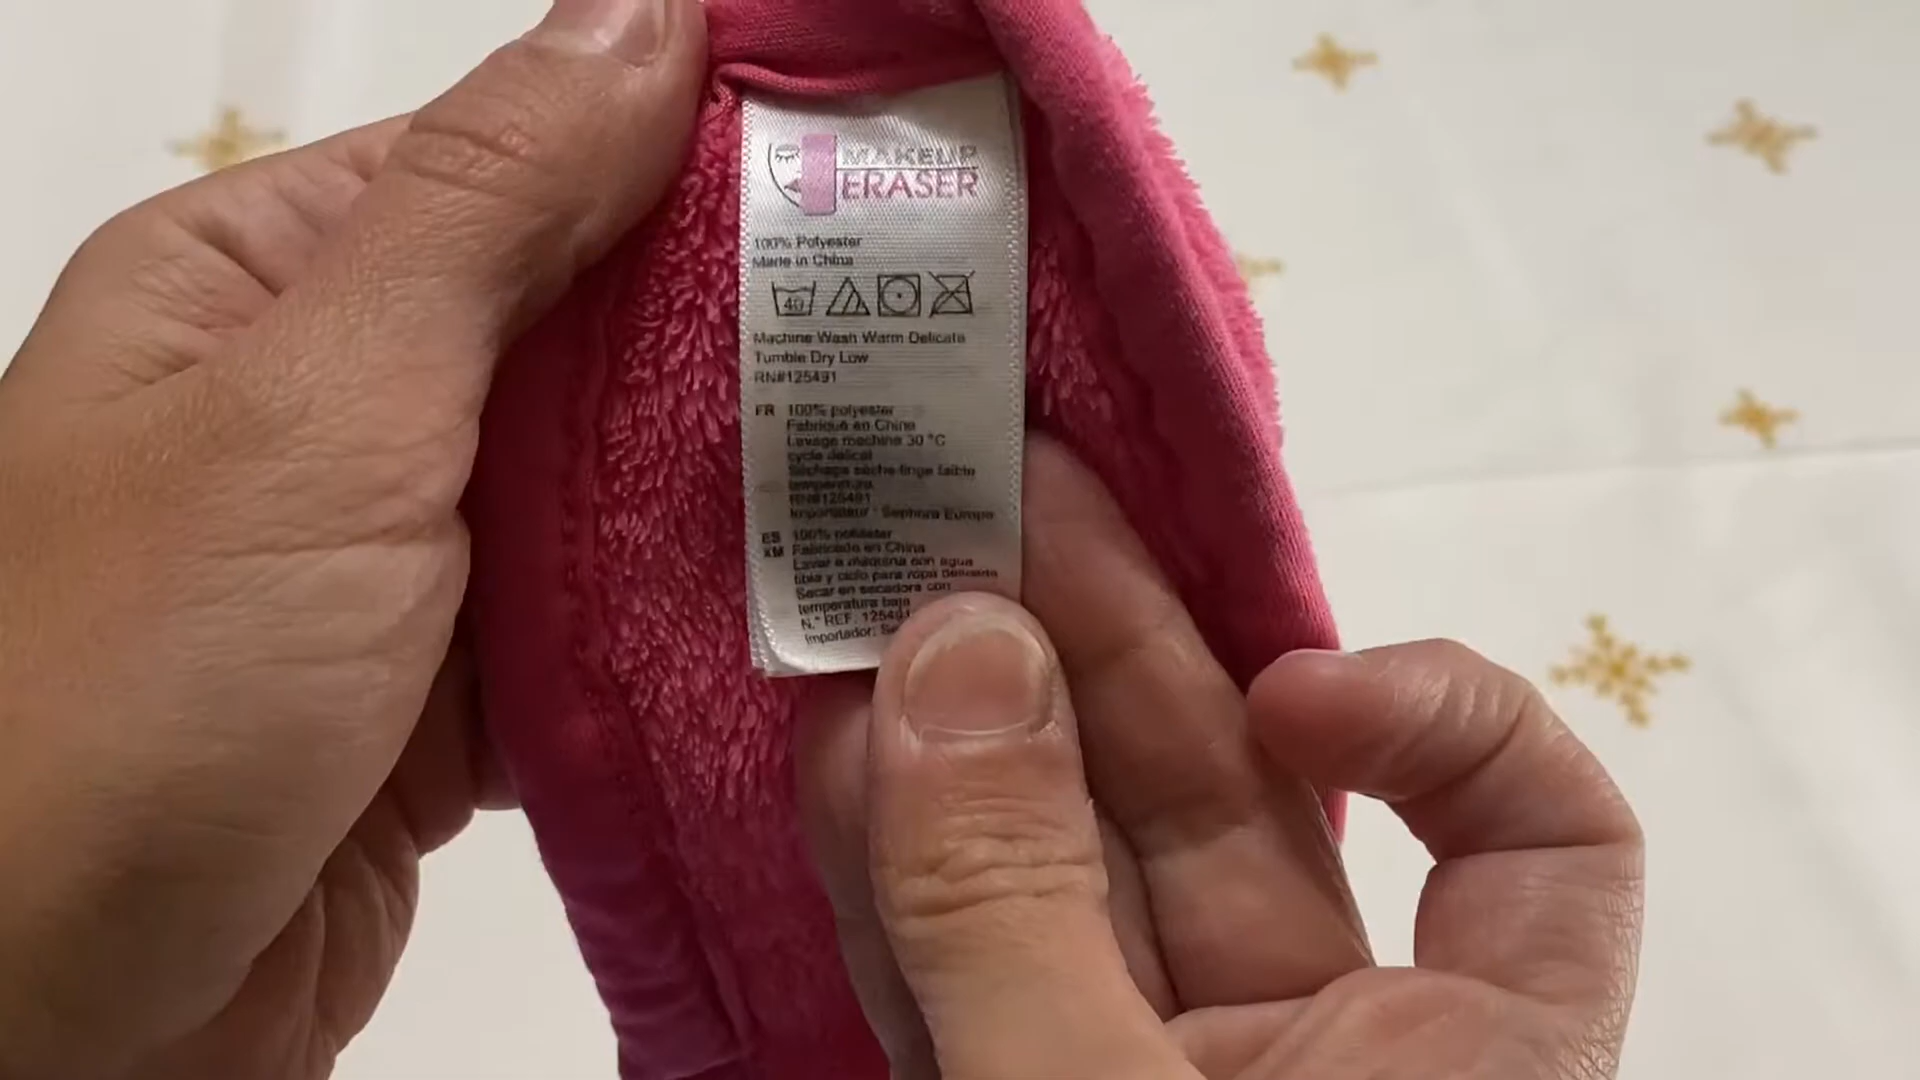 MAKEUP
ERASER
100% Polyester
Made in China
40
Machine Wash Warm Delicate
Tumble Dry Low
RN#125491
FR 100% polyester
Fabriqué en China
Lavage machine 30 °C
cycle délicat
Séchage sèche-linge faible
température
RN#125491
Importateur : Sephora Europe
ES 100% poliéster
XM Fabricado en China
Lavar a máquina con agua
tibia y ciclo para ropa delicada
Secar en secadora con
temperatura baja
N.° REF. 125491
Importador: Se